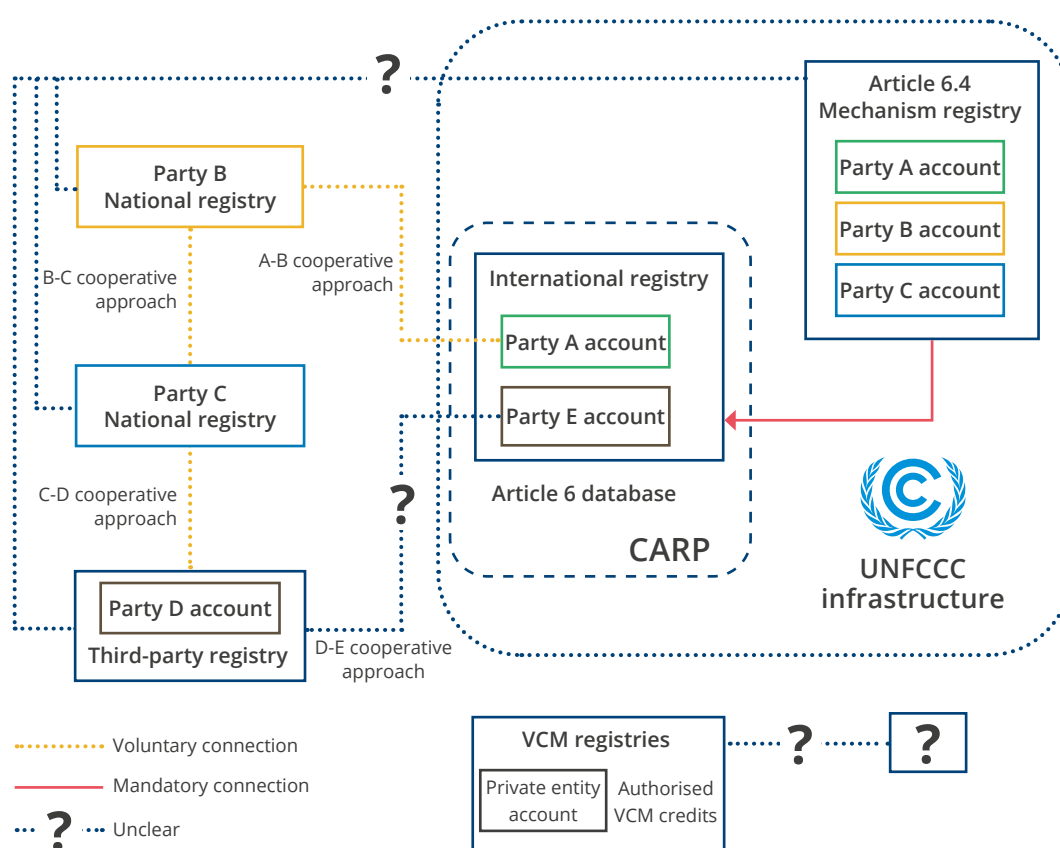 ?
Article 6.4
Mechanism registry
Party A account
Party B account
Party C account
Party B
National registry
B-C cooperative
approach
A-B cooperative
approach
International registry
Party A account
Party E account
Article 6 database
CARP
Party C
National registry
C-D cooperative
approach
?
UNFCCC
infrastructure
Party D account
Third-party registry
D-E cooperative
approach
Voluntary connection
Mandatory connection
? Unclear
VCM registries
Private entity
account
Authorised
VCM credits
?
?